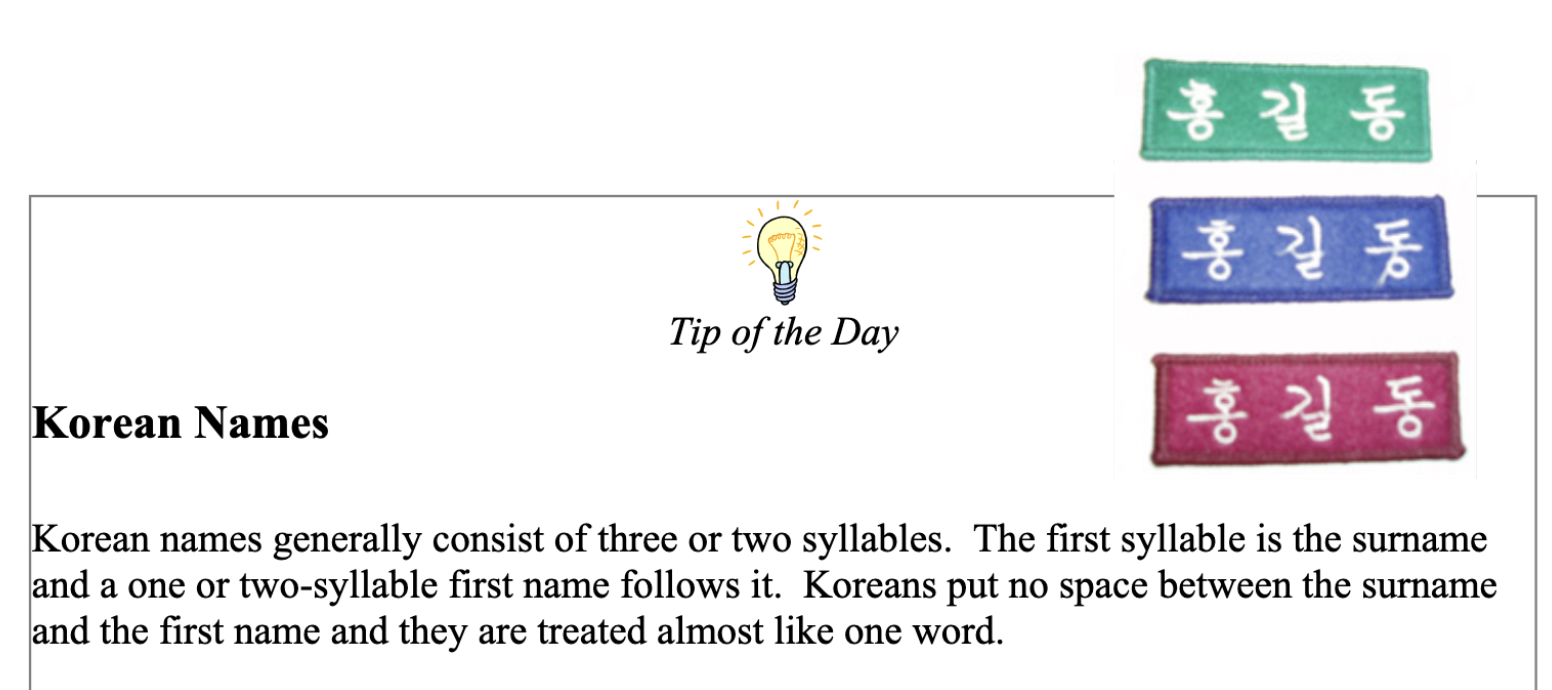 홍 길 동
홍 길 동
Tip of the Day
홍 길 동
Korean Names
Korean names generally consist of three or two syllables.  The first syllable is the surname
and a one or two-syllable first name follows it.  Koreans put no space between the surname
and the first name and they are treated almost like one word.